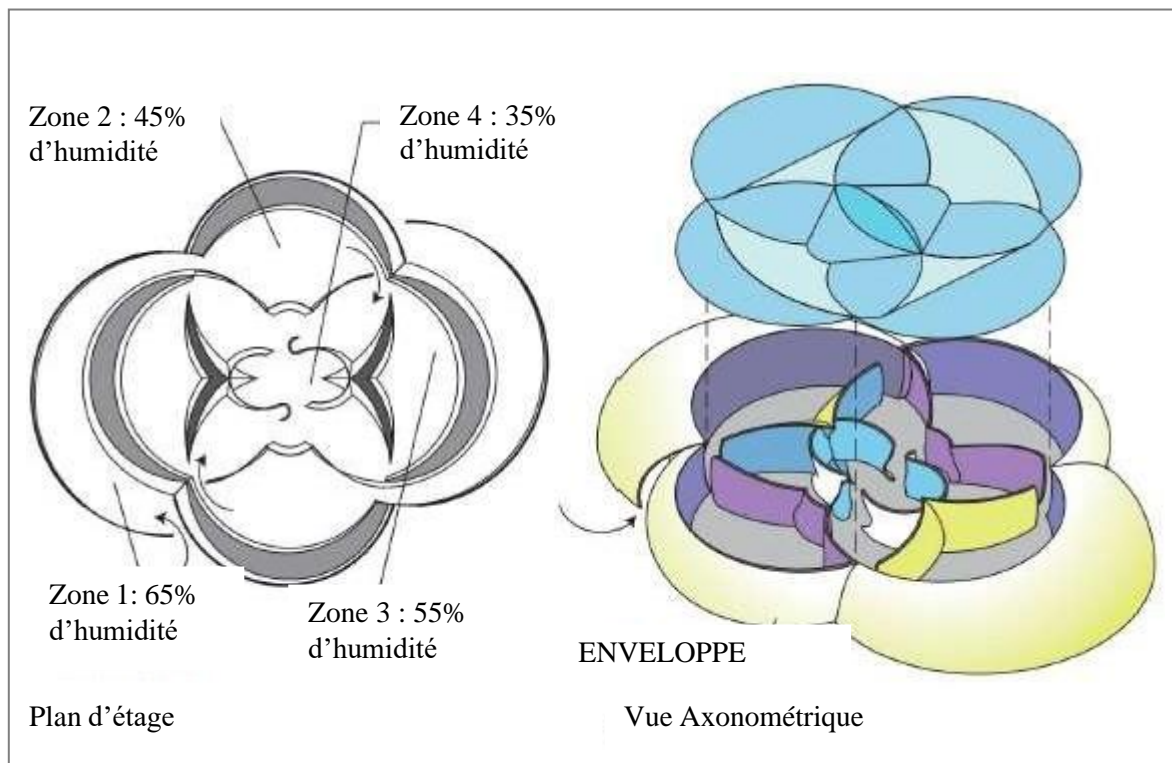 Zone 2 : 45%
d’humidité
Zone 4 : 35%
d’humidité
Zone 1: 65%
d’humidité
Zone 3 : 55%
d’humidité
ENVELOPPE
Plan d’étage
Vue Axonométrique